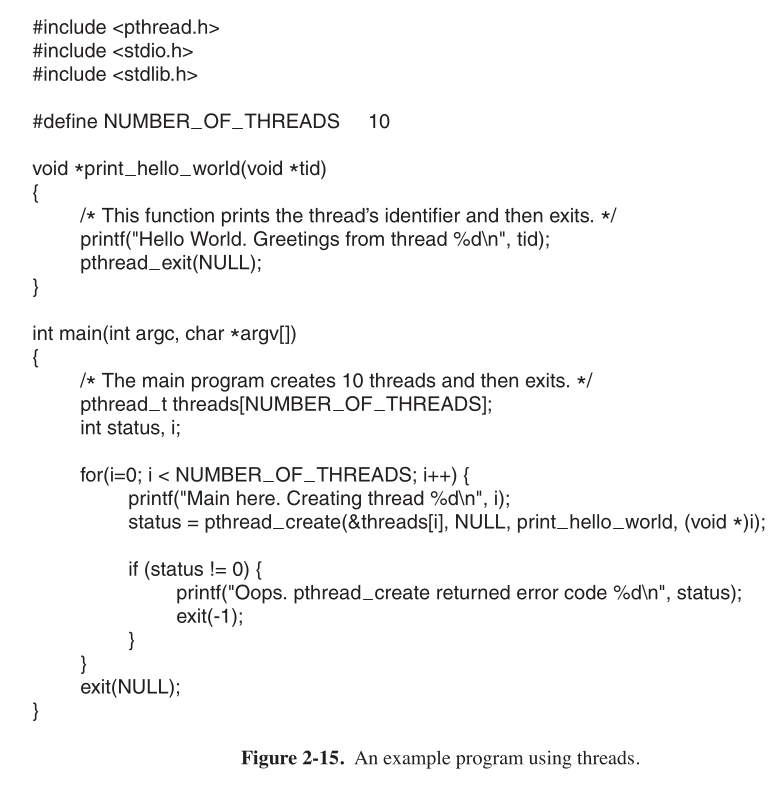 #include <pthread.h>
#include <stdio.h>
#include <stdlib.h>
#define NUMBER_OF_THREADS 10
void *print_hello_world(void *tid)
{
/* This function prints the thread’s identifier and then exits. */
printf("Hello World. Greetings from thread %d\n", tid);
pthread_exit(NULL);
}
int main(int argc, char *argv[])
{
/* The main program creates 10 threads and then exits. */
pthread_t threads[NUMBER_OF_THREADS];
int status, i;
for(i=0; i < NUMBER_OF_THREADS; i++) {
printf("Main here. Creating thread %d\n", i);
status = pthread_create(&threads[i], NULL, print_hello_world, (void *)i);
if (status != 0) {
printf("Oops. pthread_create returned error code %d\n", status);
exit(-1);
}
}
exit(NULL);
}
Figure 2-15. An example program using threads.